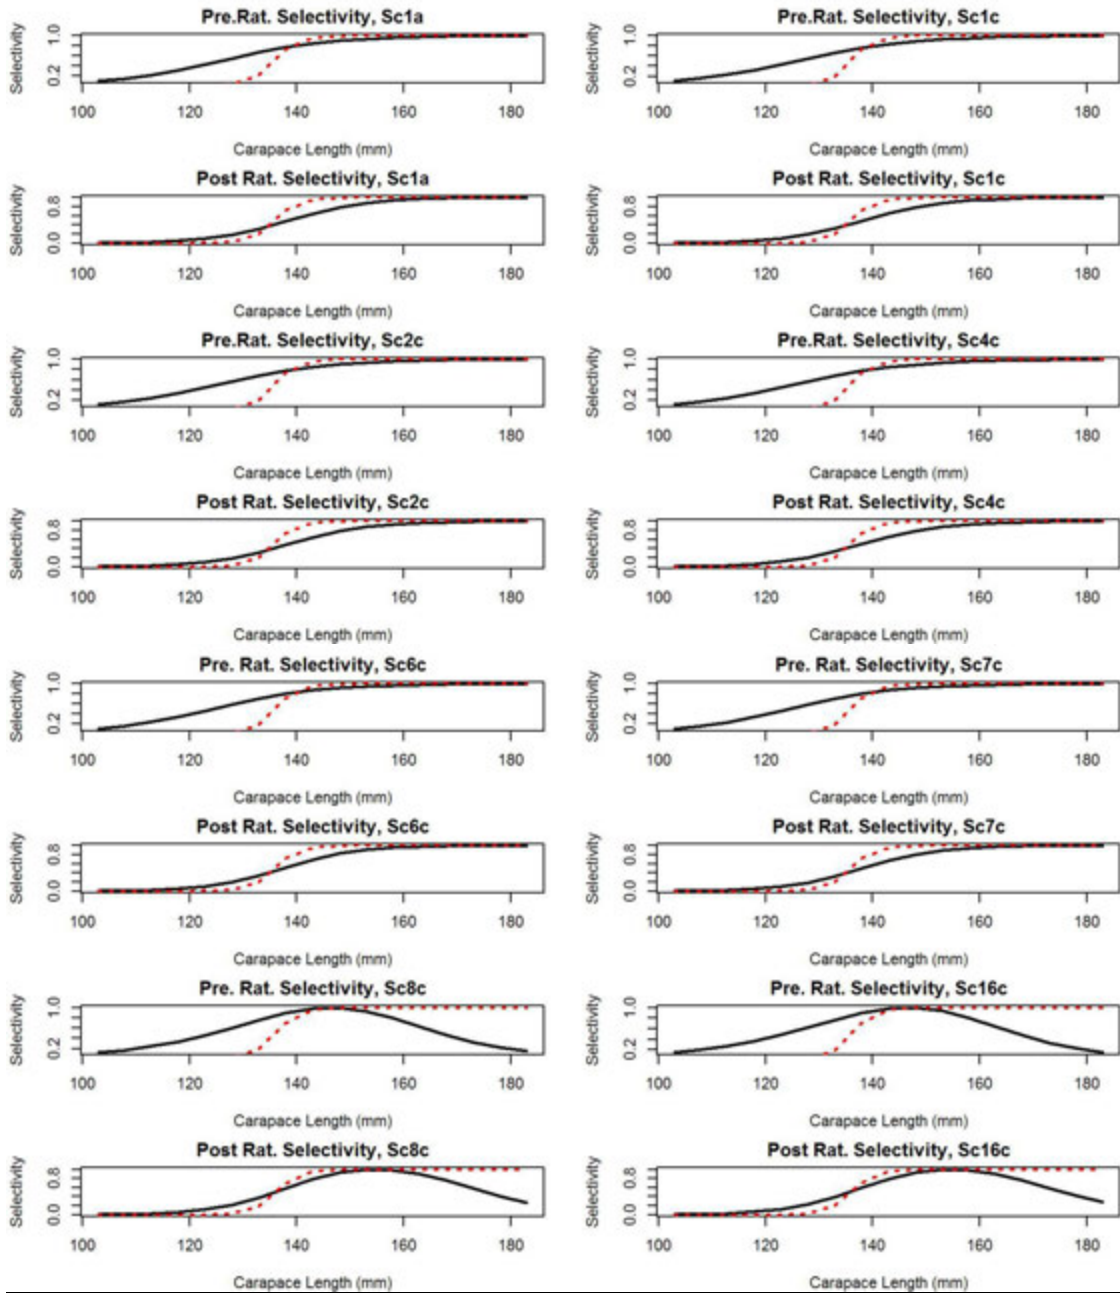 Pre.Rat. Selectivity, Sc1a
Selectivity
0.2 1.0
100 120 140 160 180
Carapace Length (mm)
Pre.Rat. Selectivity, Sc1c
Selectivity
0.2 1.0
100 120 140 160 180
Carapace Length (mm)
Post Rat. Selectivity, Sc1a
Selectivity
0.0 0.8
100 120 140 160 180
Carapace Length (mm)
Post Rat. Selectivity, Sc1c
Selectivity
0.0 0.8
100 120 140 160 180
Carapace Length (mm)
Pre.Rat. Selectivity, Sc2c
Selectivity
0.2 1.0
100 120 140 160 180
Carapace Length (mm)
Pre.Rat. Selectivity, Sc4c
Selectivity
0.2 1.0
100 120 140 160 180
Carapace Length (mm)
Post Rat. Selectivity, Sc2c
Selectivity
0.0 0.8
100 120 140 160 180
Carapace Length (mm)
Post Rat. Selectivity, Sc4c
Selectivity
0.0 0.8
100 120 140 160 180
Carapace Length (mm)
Pre. Rat. Selectivity, Sc6c
Selectivity
0.2 1.0
100 120 140 160 180
Carapace Length (mm)
Pre. Rat. Selectivity, Sc7c
Selectivity
0.2 1.0
100 120 140 160 180
Carapace Length (mm)
Post Rat. Selectivity, Sc6c
Selectivity
0.0 0.8
100 120 140 160 180
Carapace Length (mm)
Post Rat. Selectivity, Sc7c
Selectivity
0.0 0.8
100 120 140 160 180
Carapace Length (mm)
Pre. Rat. Selectivity, Sc8c
Selectivity
0.2 1.0
100 120 140 160 180
Carapace Length (mm)
Pre. Rat. Selectivity, Sc16c
Selectivity
0.2 1.0
100 120 140 160 180
Carapace Length (mm)
Post Rat. Selectivity, Sc8c
Selectivity
0.0 0.8
100 120 140 160 180
Carapace Length (mm)
Post Rat. Selectivity, Sc16c
Selectivity
0.0 0.8
100 120 140 160 180
Carapace Length (mm)